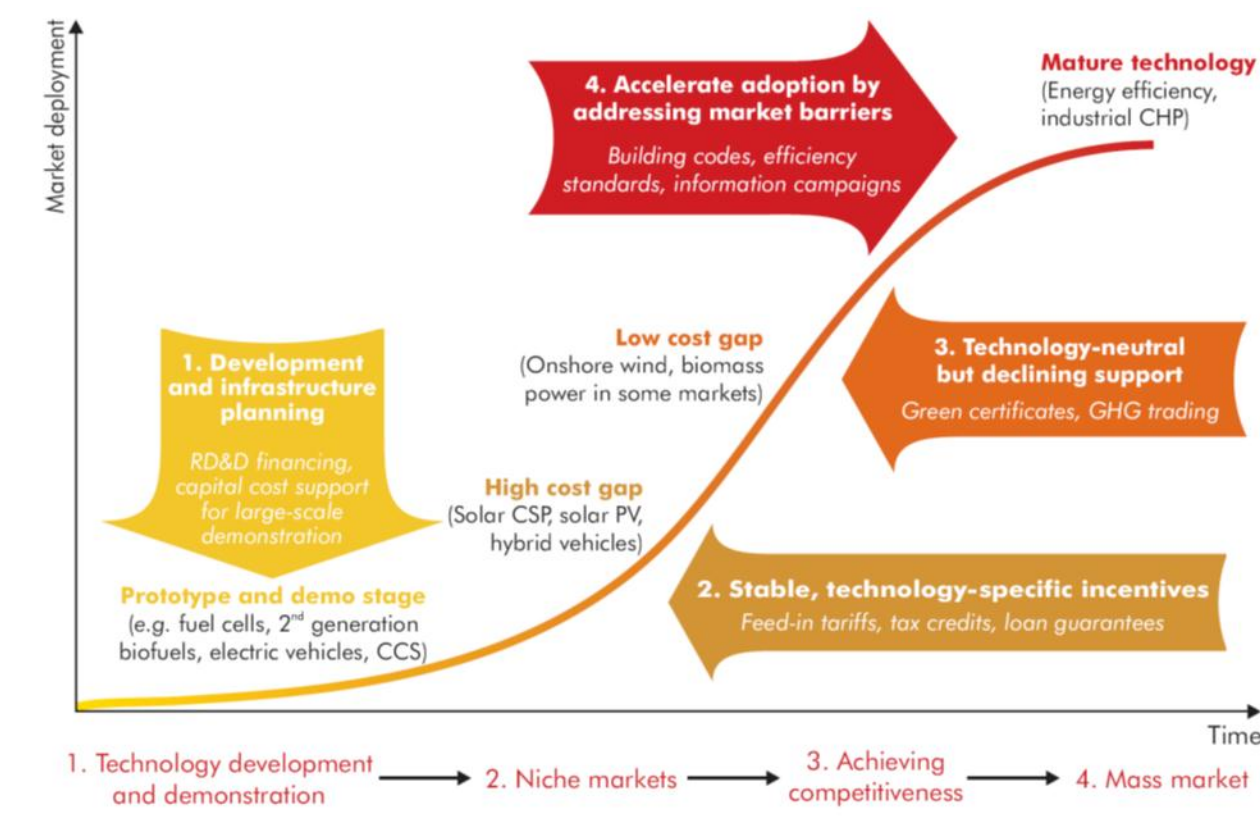 Market deployment
4. Accelerate adoption by
addressing market barriers
Building codes, efficiency
standards, information campaigns
Mature technology
(Energy efficiency,
industrial CHP)
1. Development
and infrastructure
planning
RD&D financing,
capital cost support
for large-scale
demonstration
Low cost gap
(Onshore wind, biomass
power in some markets)
3. Technology-neutral
but declining support
Green certificates, GHG trading
High cost gap
(Solar CSP, solar PV,
hybrid vehicles)
2. Stable, technology-specific incentives
Feed-in tariffs, tax credits, loan guarantees
Prototype and demo stage
(e.g. fuel cells, 2nd generation
biofuels, electric vehicles, CCS)
Time
1. Technology development
and demonstration
2. Niche markets
3. Achieving
competitiveness
4. Mass market